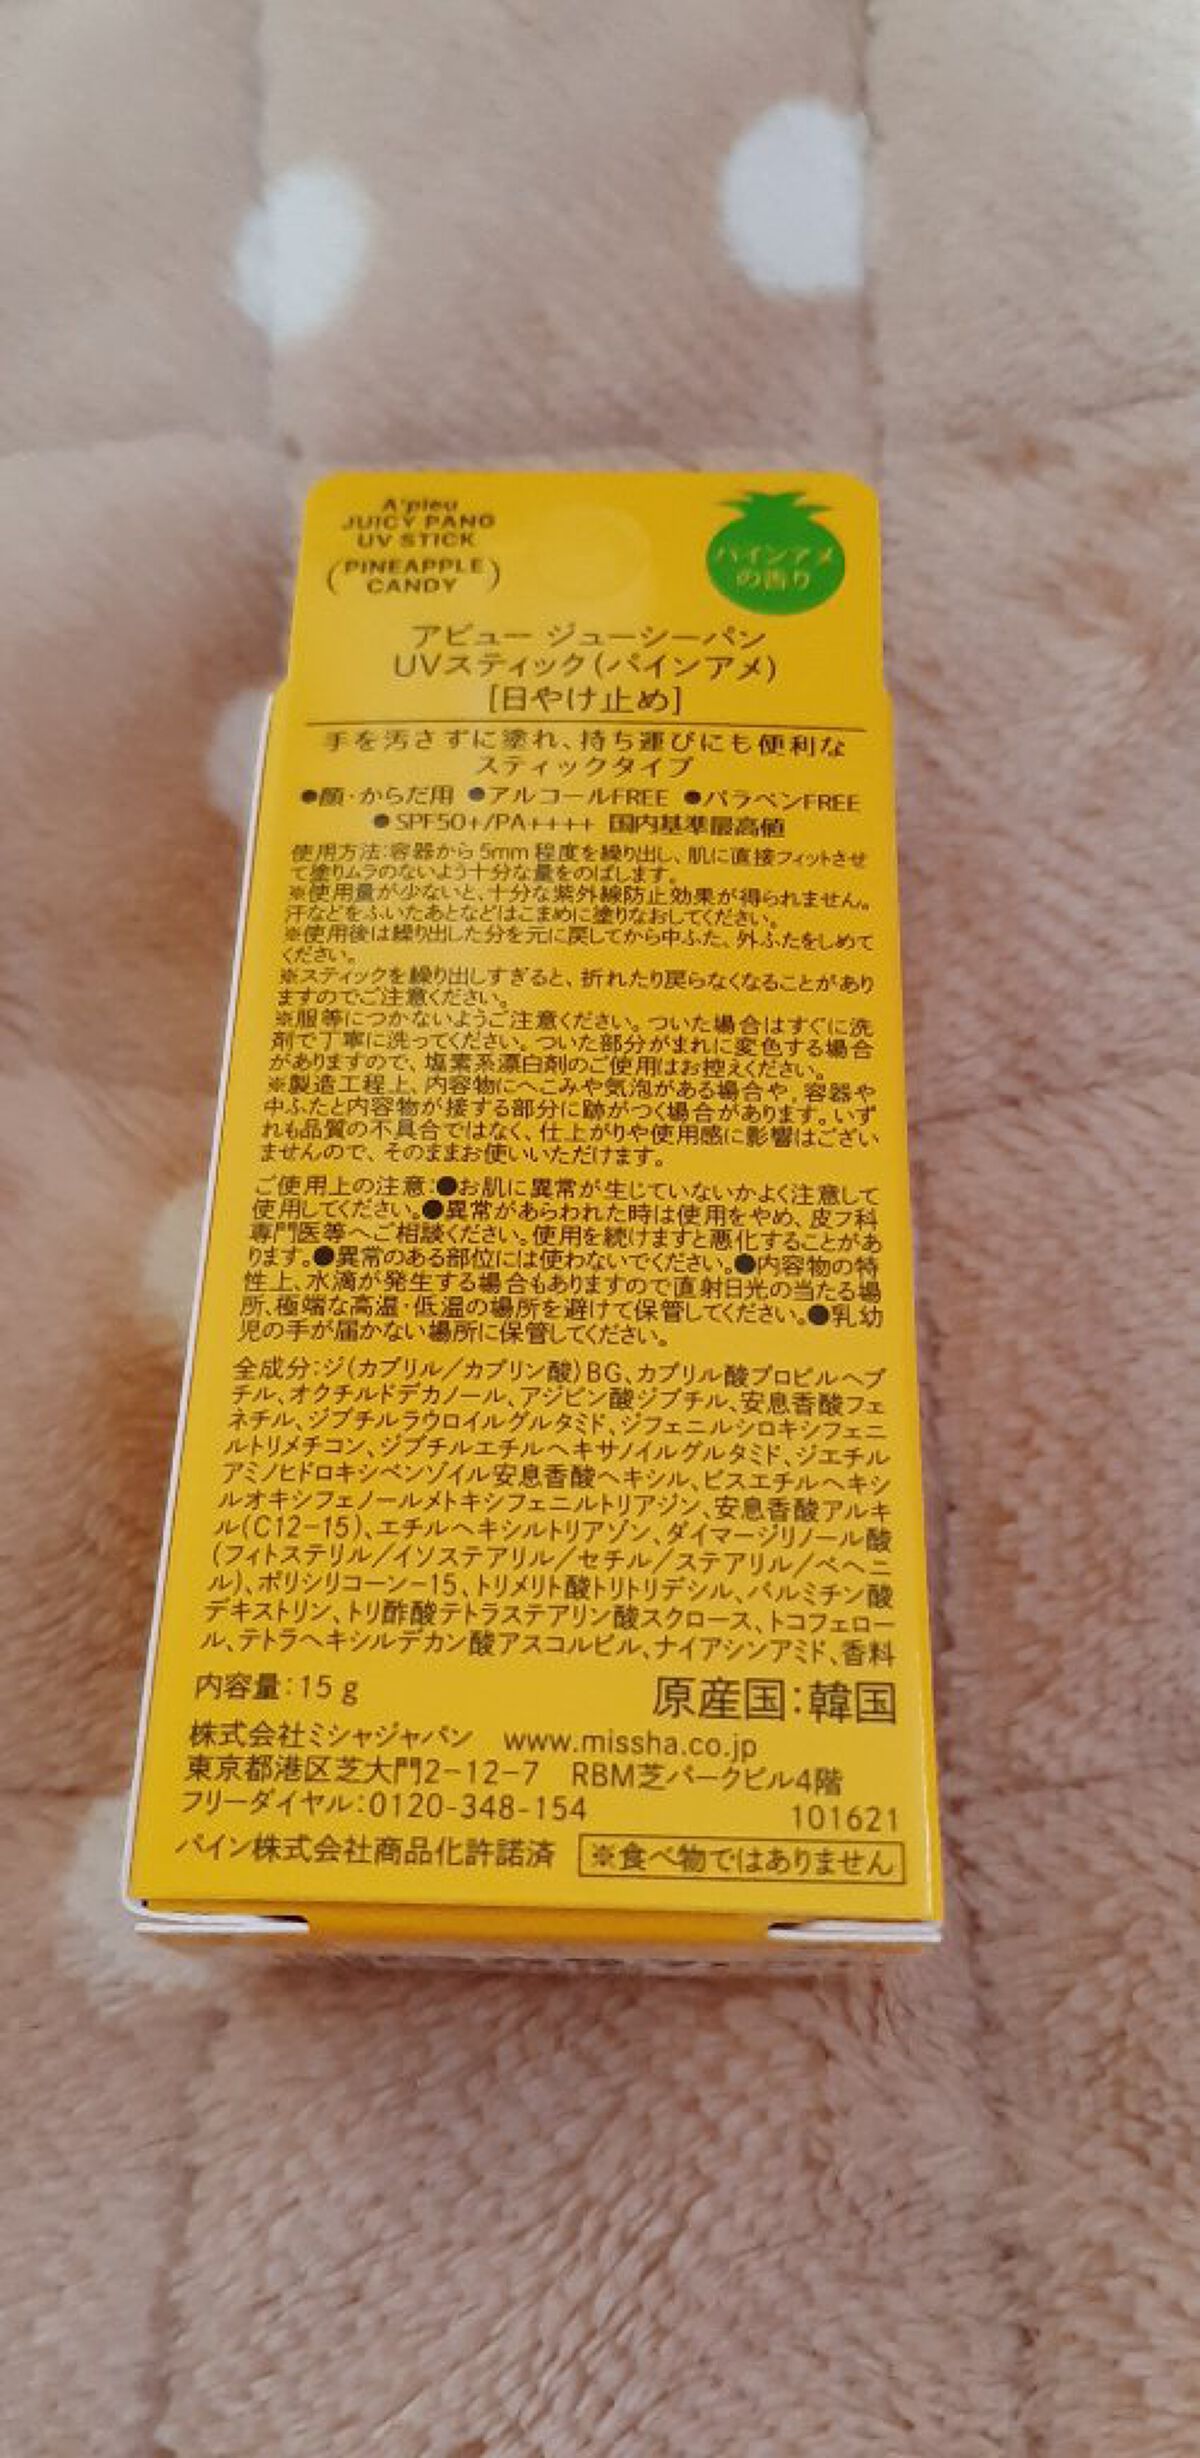 A'pieu
JUICY PANG
UV STICK
(PINEAPPLE
CANDY)
パインアメ
の香り
アピュー ジューシーパン
UVスティック(パインアメ)
[日やけ止め]
手を汚さずに塗れ、持ち運びにも便利な
スティックタイプ
●顔・からだ用 ●アルコールFREE ●パラベンFREE
●SPF50+/PA++++ 国内基準最高値
使用方法:容器から5mm程度を繰り出し、肌に直接フィットさせ
て塗りムラのないよう十分な量をのばします。
※使用量が少ないと、十分な紫外線防止効果が得られません。
汗などをふいたあとなどはこまめに塗りなおしてください。
※使用後は繰り出した分を元に戻してから中ふた、外ふたをしめて
ください。
※スティックを繰り出しすぎると、折れたり戻らなくなることがあり
ますのでご注意ください。
※服等につかないようご注意ください。ついた場合はすぐに洗
剤で丁寧に洗ってください。ついた部分がまれに変色する場合
がありますので、塩素系漂白剤のご使用はお控えください。
※製造工程上、内容物にへこみや気泡がある場合や、容器や
中ふたと内容物が接する部分に跡がつく場合があります。いず
れも品質の不具合ではなく、仕上がりや使用感に影響はござい
ませんので、そのままお使いいただけます。
ご使用上の注意:●お肌に異常が生じていないかよく注意して
使用してください。●異常があらわれた時は使用をやめ、皮フ科
専門医等へご相談ください。使用を続けますと悪化することがあ
ります。●異常のある部位には使わないでください。●内容物の特
性上、水滴が発生する場合もありますので直射日光の当たる場
所、極端な高温・低温の場所を避けて保管してください。●乳幼
児の手が届かない場所に保管してください。
全成分:ジ(カプリル/カプリン酸)BG、カプリル酸プロピルヘプ
チル、オクチルドデカノール、アジピン酸ジブチル、安息香酸フェ
ネチル、ジブチルラウロイルグルタミド、ジフェニルシロキシフェニ
ルトリメチコン、ジブチルエチルヘキサノイルグルタミド、ジエチル
アミノヒドロキシベンゾイル安息香酸ヘキシル、ビスエチルヘキシ
ルオキシフェノールメトキシフェニルトリアジン、安息香酸アルキ
ル(C12-15)、エチルヘキシルトリアゾン、ダイマージリノール酸
(フィトステリル/イソステアリル/セチル/ステアリル/ベヘニ
ル)、ポリシリコーン-15、トリメリト酸トリトリデシル、パルミチン酸
デキストリン、トリ酢酸テトラステアリン酸スクロース、トコフェロー
ル、テトラヘキシルデカン酸アスコルビル、ナイアシンアミド、香料
内容量:15g 原産国:韓国
株式会社ミシャジャパン www.missha.co.jp
東京都港区芝大門2-12-7 RBM芝パークビル4階
フリーダイヤル:0120-348-154 101621
パイン株式会社商品化許諾済 ※食べ物ではありません